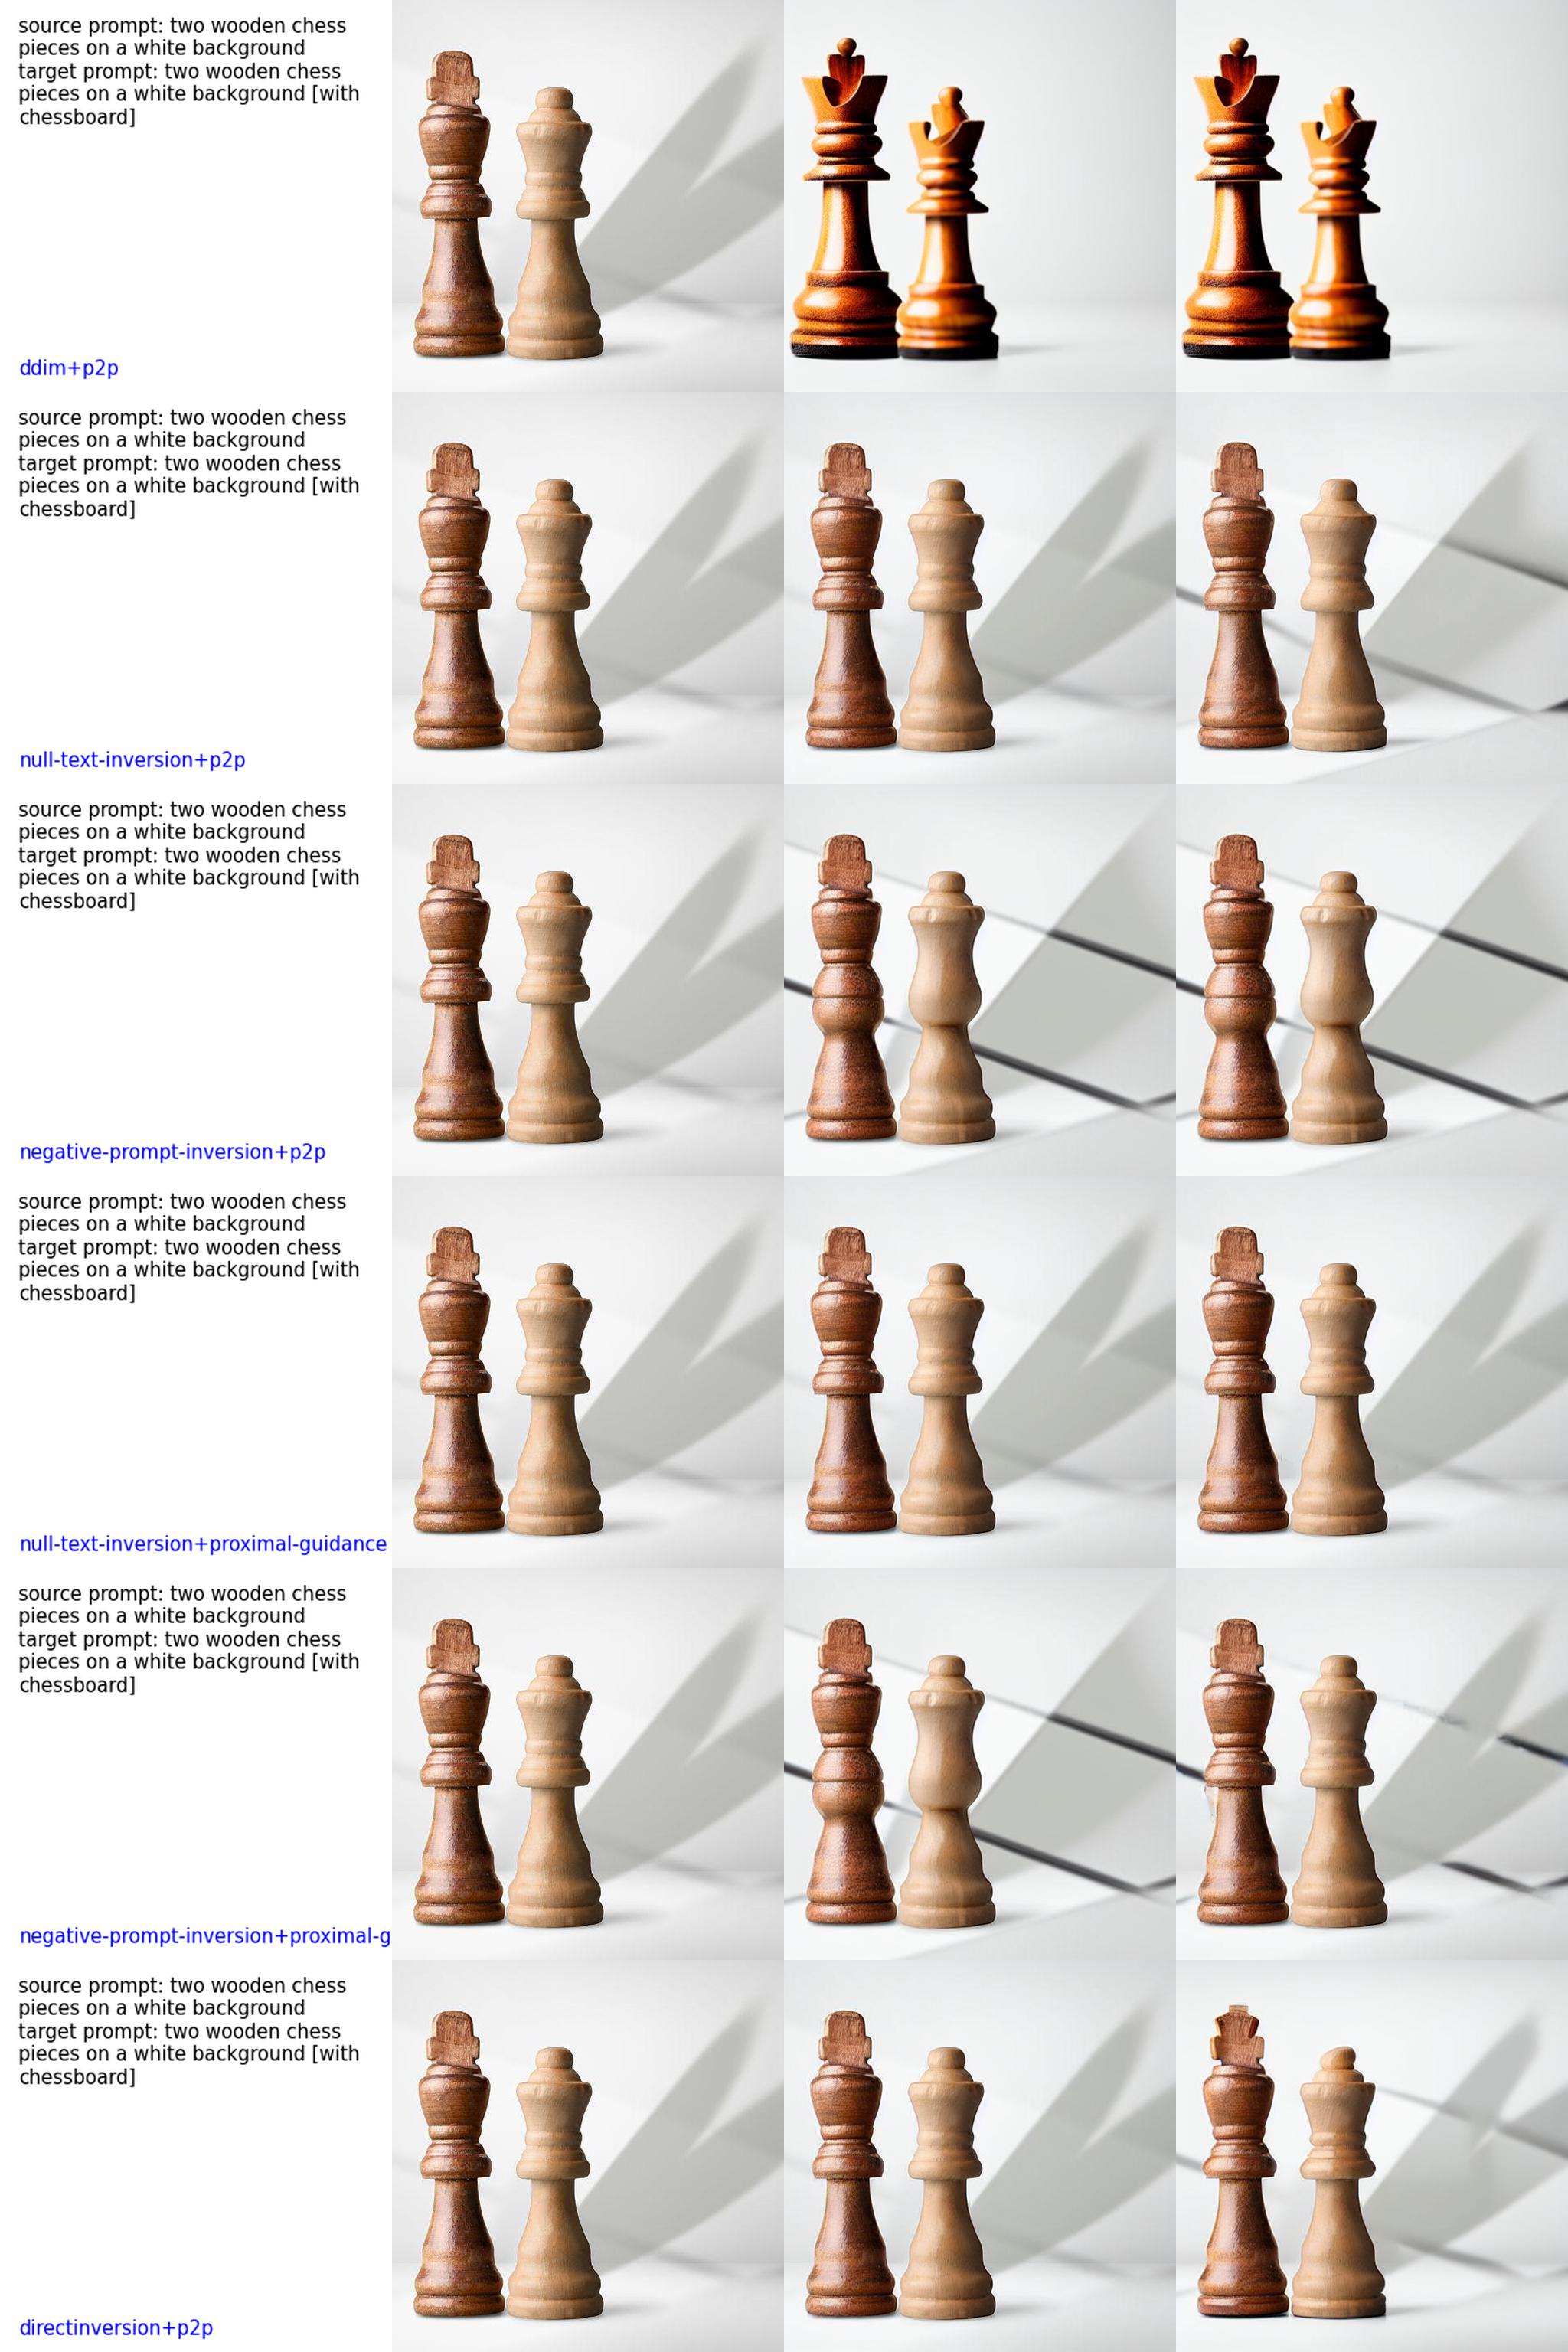 source prompt: two wooden chess
pieces on a white background
target prompt: two wooden chess
pieces on a white background [with
chessboard]
ddim+p2p
source prompt: two wooden chess
pieces on a white background
target prompt: two wooden chess
pieces on a white background [with
chessboard]
null-text-inversion+p2p
source prompt: two wooden chess
pieces on a white background
target prompt: two wooden chess
pieces on a white background [with
chessboard]
negative-prompt-inversion+p2p
source prompt: two wooden chess
pieces on a white background
target prompt: two wooden chess
pieces on a white background [with
chessboard]
null-text-inversion+proximal-guidance
source prompt: two wooden chess
pieces on a white background
target prompt: two wooden chess
pieces on a white background [with
chessboard]
negative-prompt-inversion+proximal-g
source prompt: two wooden chess
pieces on a white background
target prompt: two wooden chess
pieces on a white background [with
chessboard]
directinversion+p2p